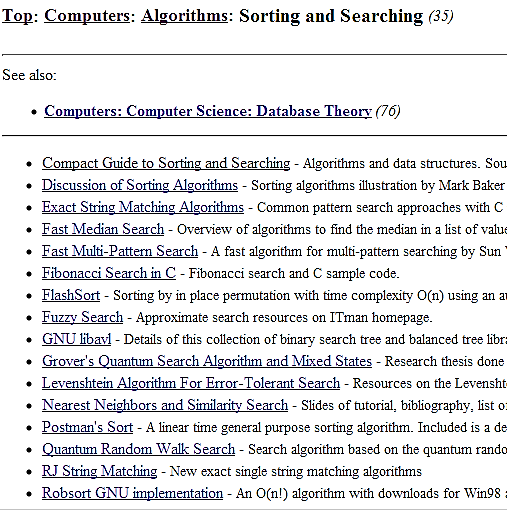 Top: Computers: Algorithms: Sorting and Searching (35)
See also:
• Computers: Computer Science: Database Theory (76)
• Compact Guide to Sorting and Searching - Algorithms and data structures. Sou
• Discussion of Sorting Algorithms - Sorting algorithms illustration by Mark Baker
• Exact String Matching Algorithms - Common pattern search approaches with C
• Fast Median Search - Overview of algorithms to find the median in a list of value
• Fast Multi-Pattern Search - A fast algorithm for multi-pattern searching by Sun
• Fibonacci Search in C - Fibonacci search and C sample code.
• FlashSort - Sorting by in place permutation with time complexity O(n) using an
• Fuzzy Search - Approximate search resources on ITman homepage.
• GNU libavl - Details of this collection of binary search tree and balanced tree libr
• Grover's Quantum Search Algorithm and Mixed States - Research thesis done
• Levenshtein Algorithm For Error-Tolerant Search - Resources on the Levensht
• Nearest Neighbors and Similarity Search - Slides of tutorial, bibliography, list o
• Postman's Sort - A linear time general purpose sorting algorithm. Included is a de
• Quantum Random Walk Search - Search algorithm based on the quantum rando
• RJ String Matching - New exact single string matching algorithms
• Robsort GNU implementation - An O(n!) algorithm with downloads for Win98